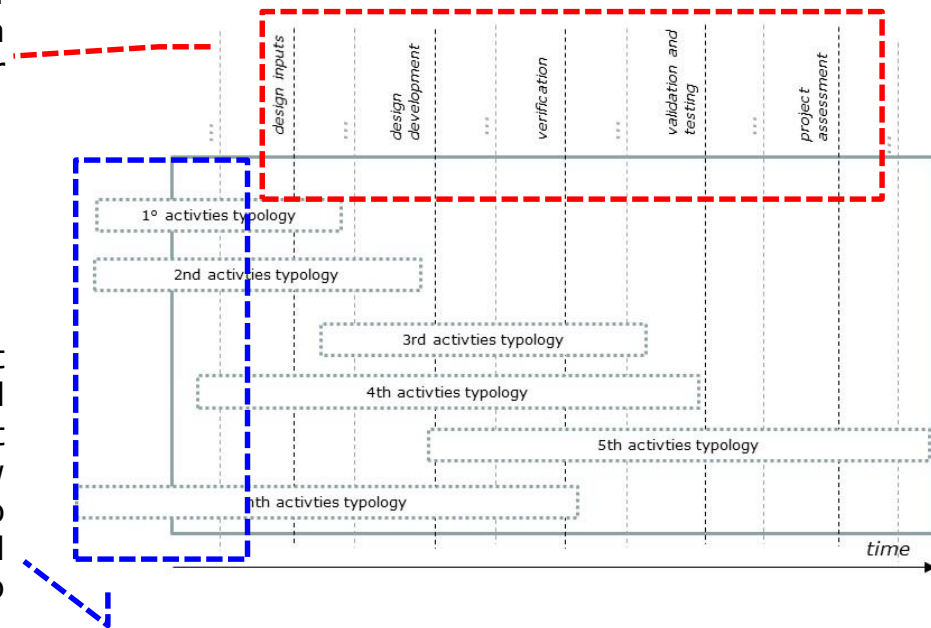 design inputs
design
development
verification
validation and
testing
project
assessment
...
...
...
...
...
...
1° activties typology
2nd activties typology
3rd activties typology
4th activties typology
5th activties typology
nth activties typology
time